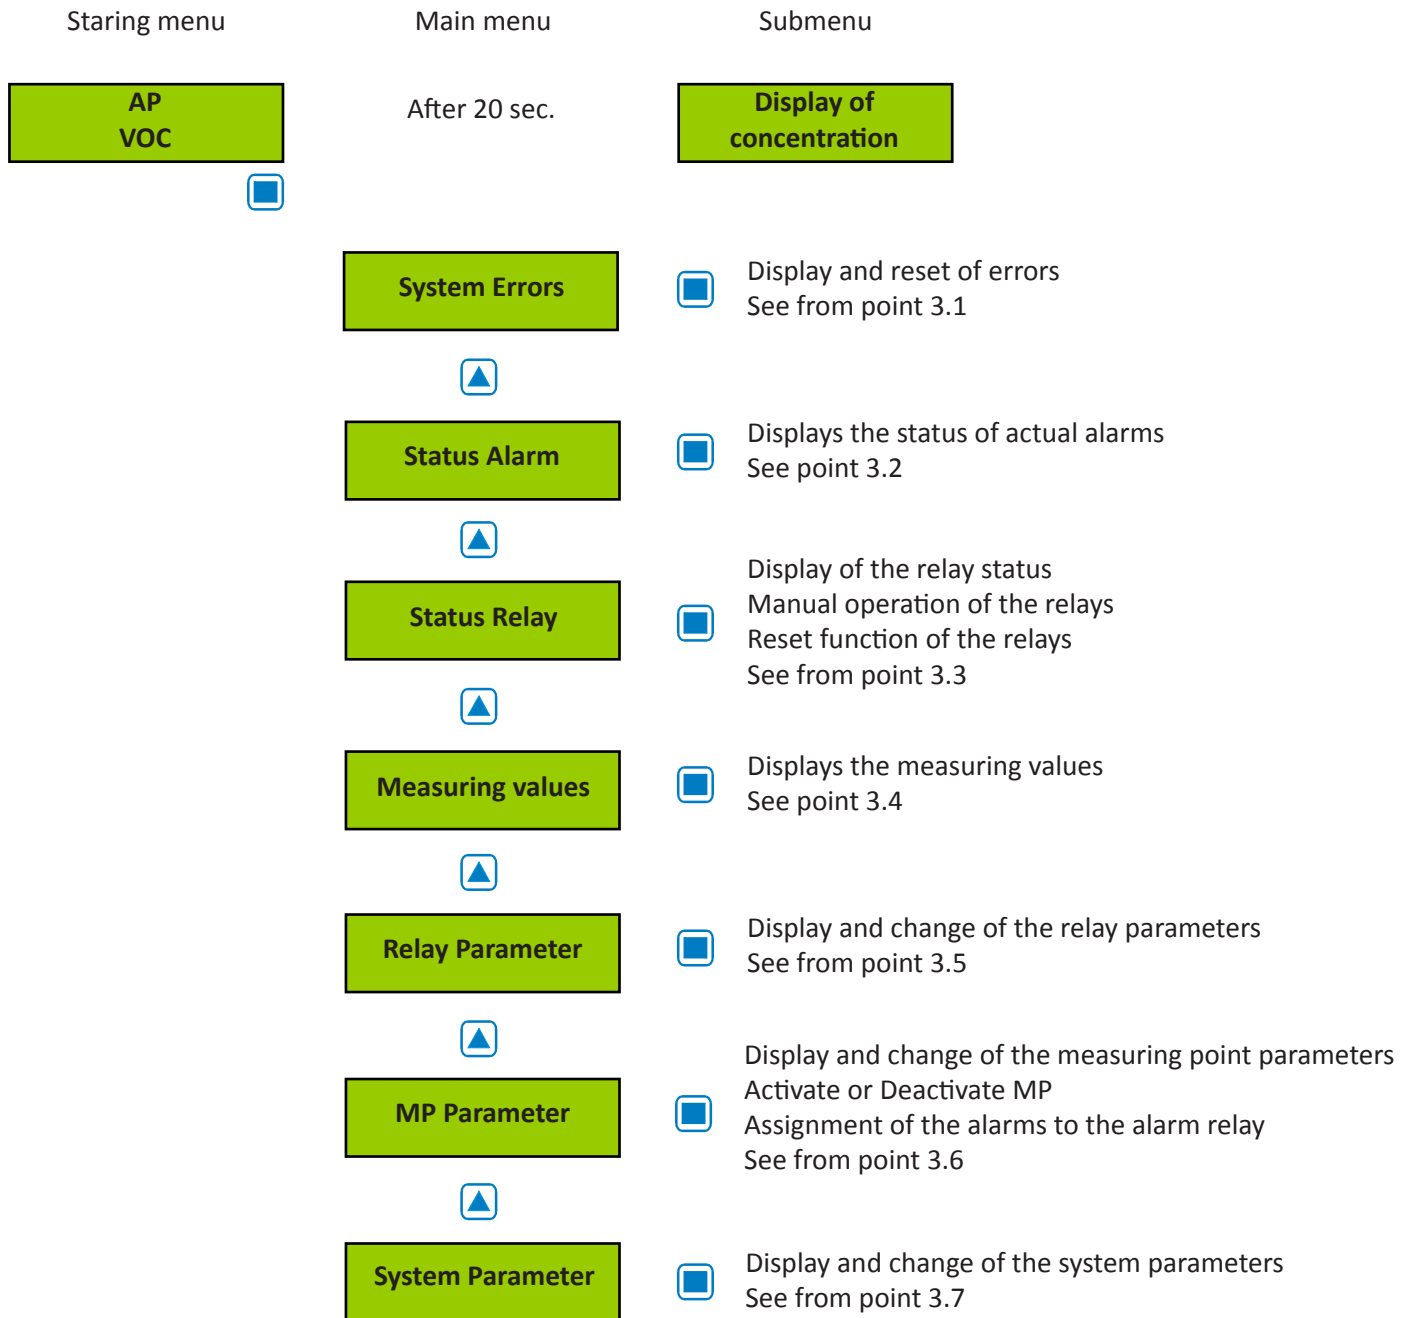 Staring menu
Main menu
Submenu
AP
VOC
After 20 sec.
Display of
concentration
System Errors
Display and reset of errors
See from point 3.1
Status Alarm
Displays the status of actual alarms
See point 3.2
Status Relay
Display of the relay status
Manual operation of the relays
Reset function of the relays
See from point 3.3
Measuring values
Displays the measuring values
See point 3.4
Relay Parameter
Display and change of the relay parameters
See from point 3.5
MP Parameter
Display and change of the measuring point parameters
Activate or Deactivate MP
Assignment of the alarms to the alarm relay
See from point 3.6
System Parameter
Display and change of the system parameters
See from point 3.7